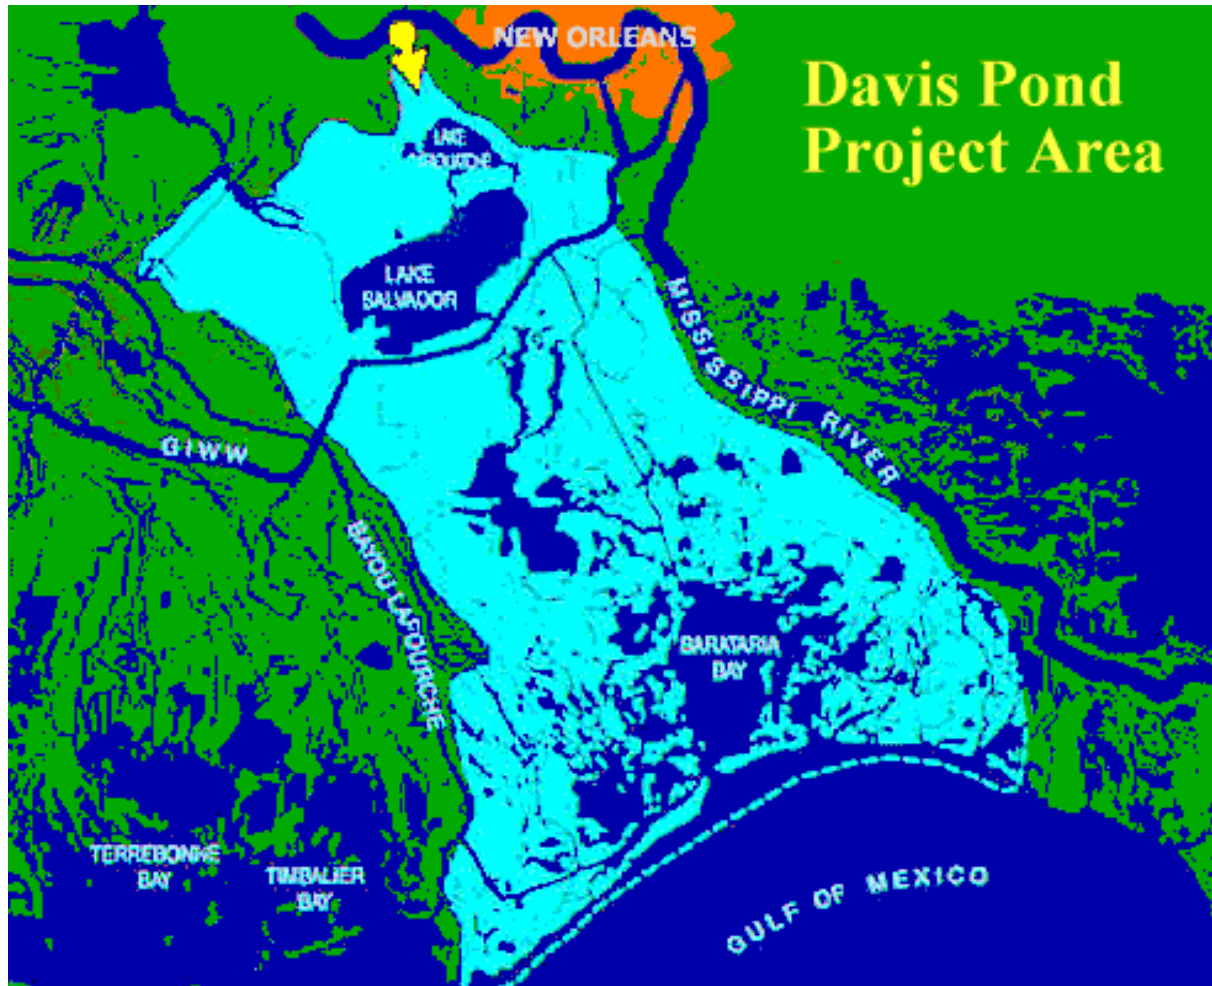 NEW ORLEANS
Davis Pond
Project Area
LAKE
LAKE
SALVADOR
MISSISSIPPI RIVER
GIWW
BAYOU LAFOURCHE
BARATARIA
BAY
TERREBONNE
BAY
TIMBALIER
BAY
GULF OF MEXICO